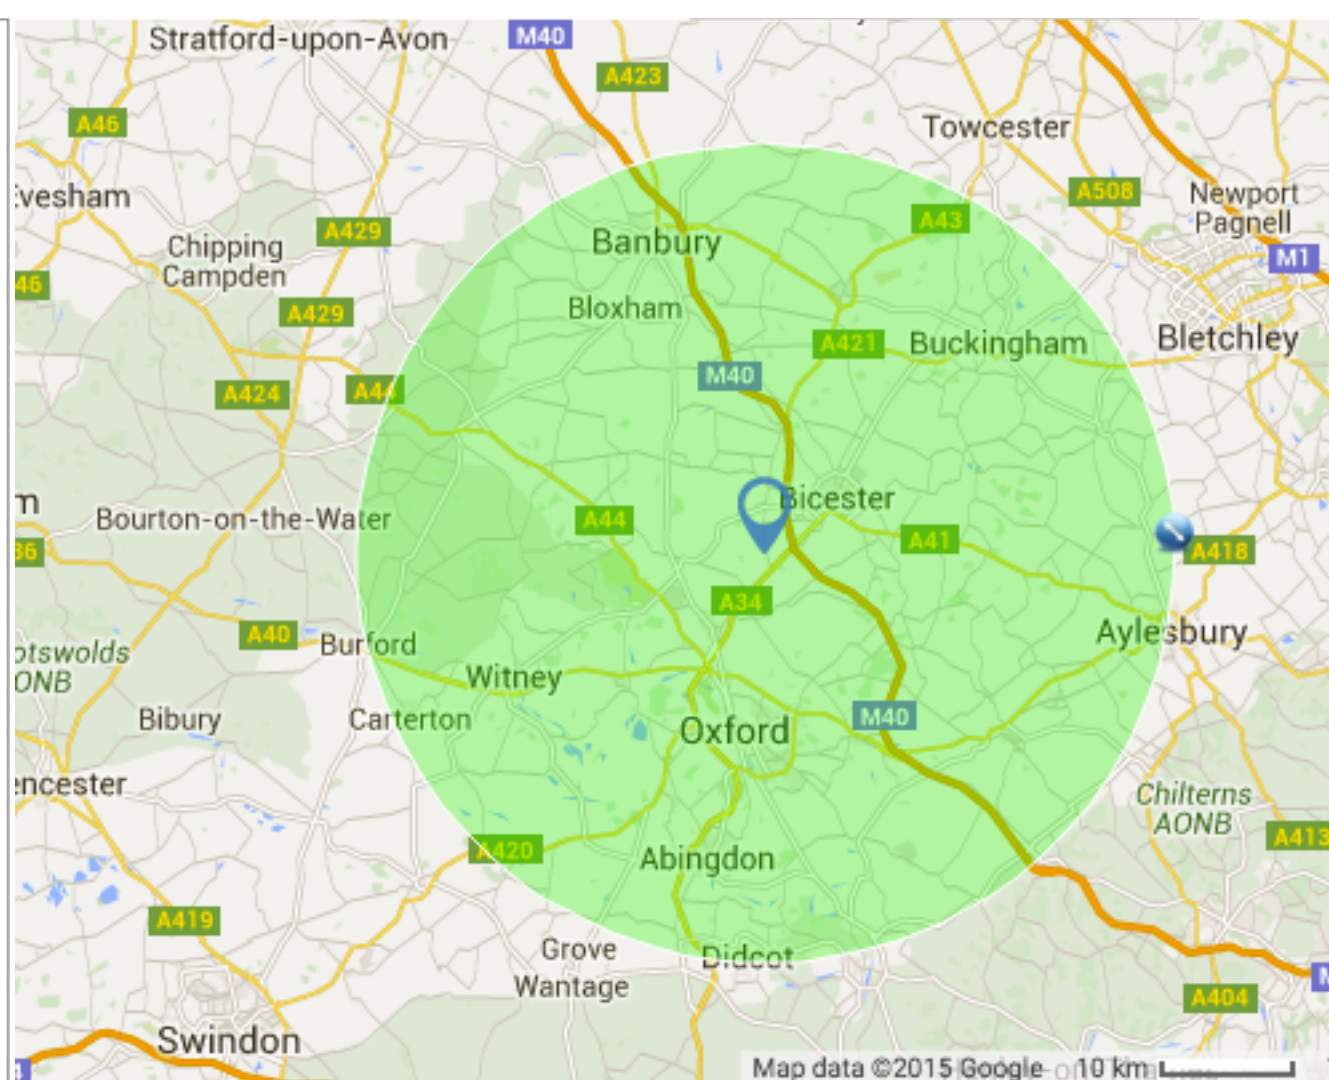 Stratford-upon-Avon
M40
A423
A46
Towcester
vesham
A508
Newport
Pagnell
A429
A43
Banbury
Chipping
Campden
M1
46
Bloxham
A429
A421
Buckingham
Bletchley
M40
A424
A44
m
Bicester
Bourton-on-the-Water
A44
A41
A418
36
A34
A40
Burford
Aylesbury
otswolds
ONB
Witney
Bibury
Carterton
M40
Oxford
encester
Chilterns
AONB
A413
A420
Abingdon
A419
Grove
Didcot
Wantage
A404
Swindon
Map data ©2015 Google
10 km